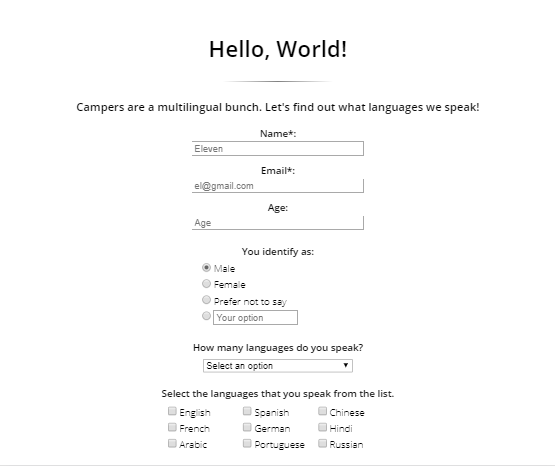 Hello, World!
Campers are a multilingual bunch. Let's find out what languages we speak!
Name*:
Eleven
Email*:
el@gmail.com
Age:
Age
You identify as:
Male
Female
Prefer not to say
Your option
How many languages do you speak?
Select an option
Select the languages that you speak from the list.
English Spanish Chinese
French German Hindi
Arabic Portuguese Russian